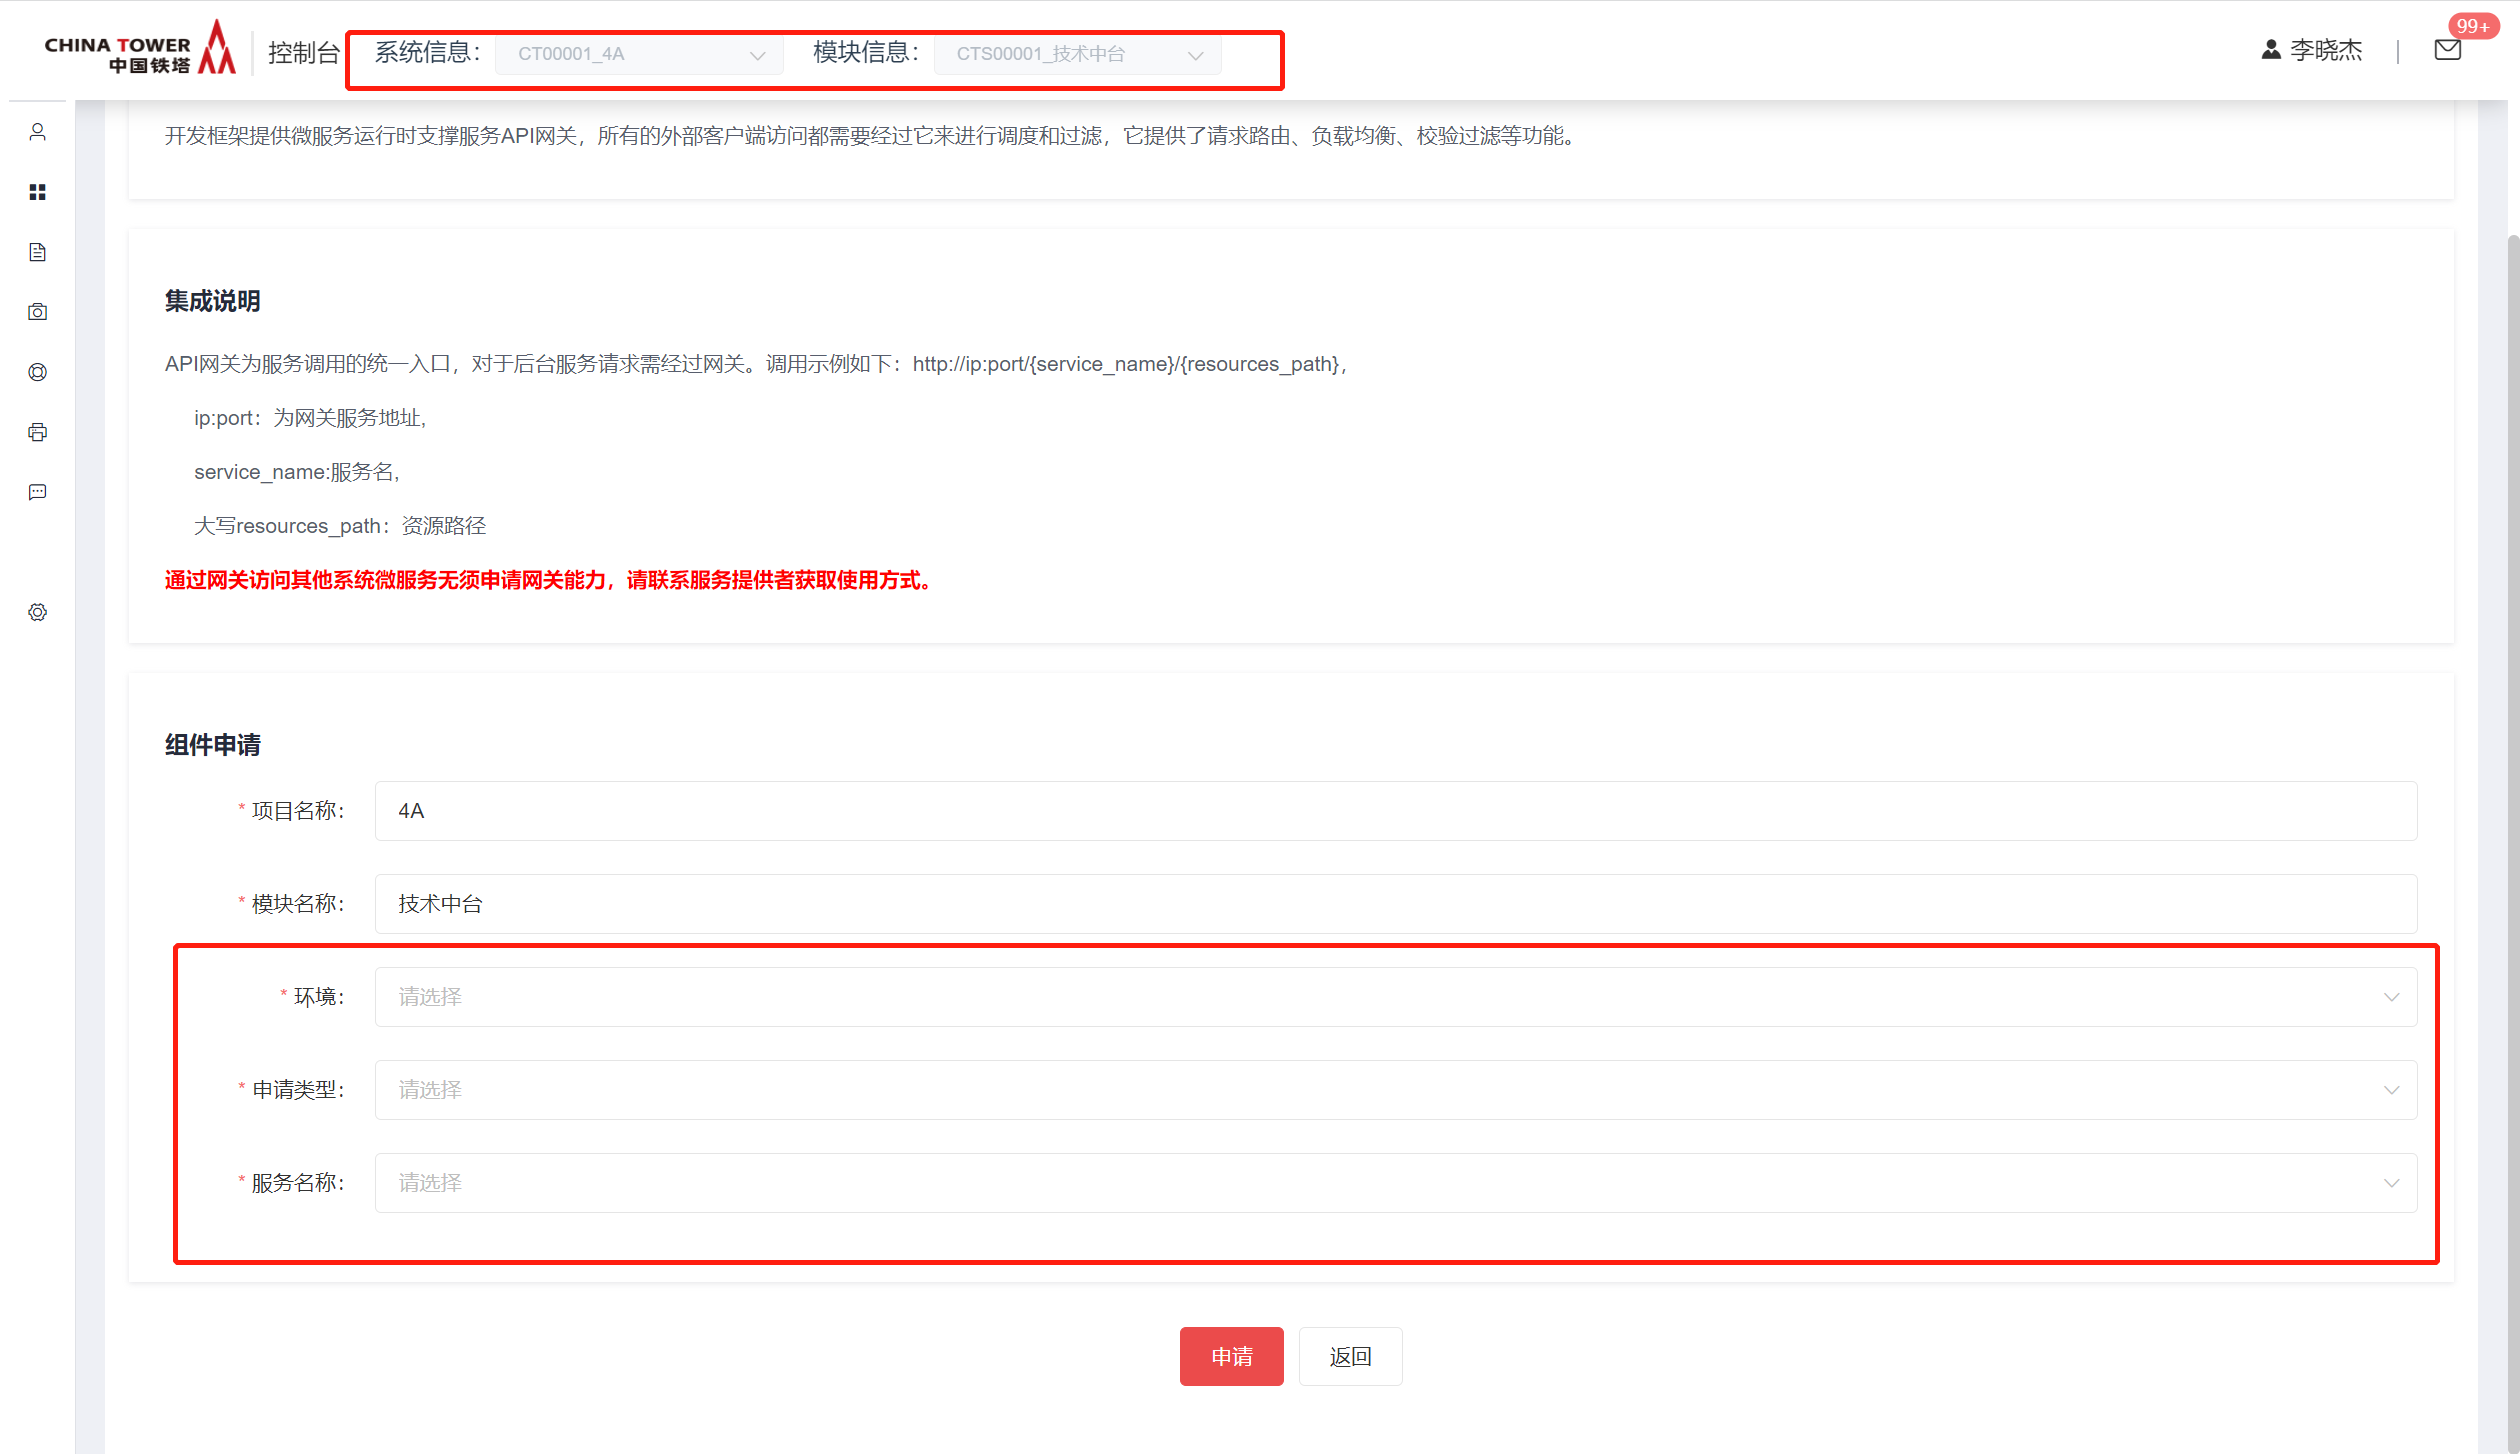 CHINA TOWER
中国铁塔
控制台 系统信息： CT00001_4A 模块信息： CTS00001_技术中台 李晓杰 99+
开发框架提供微服务运行时支撑服务API网关，所有的外部客户端访问都需要经过它来进行调度和过滤，它提供了请求路由、负载均衡、校验过滤等功能。
集成说明
API网关为服务调用的统一入口，对于后台服务请求需经过网关。调用示例如下：http://ip:port/{service_name}/{resources_path},
ip:port：为网关服务地址,
service_name:服务名,
大写resources_path：资源路径
通过网关访问其他系统微服务无须申请网关能力，请联系服务提供者获取使用方式。
组件申请
* 项目名称： 4A
* 模块名称： 技术中台
* 环境： 请选择
* 申请类型： 请选择
* 服务名称： 请选择
申请 返回